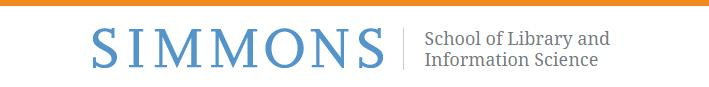 SIMMONS
School of Library and
Information Science